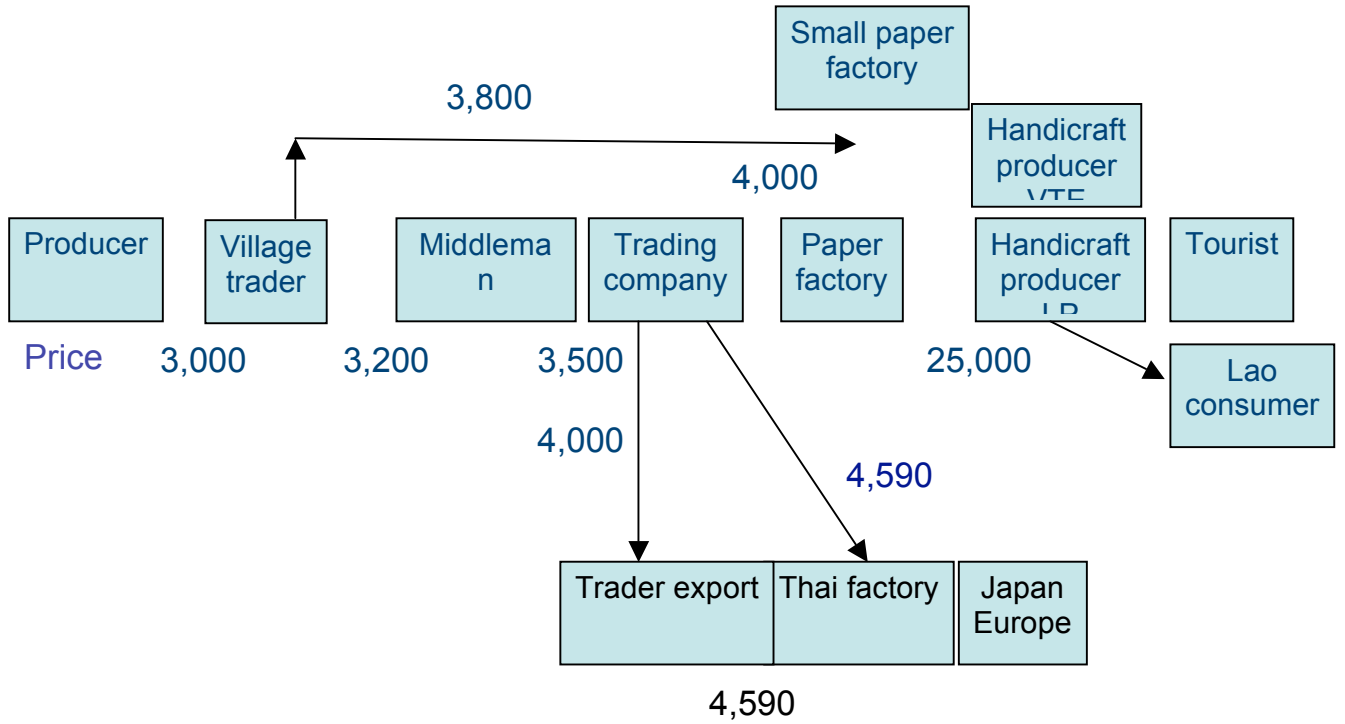 Small paper
factory
3,800
Handicraft
producer
4,000
Producer
Village
trader
Middlema
n
Trading
company
Paper
factory
Handicraft
producer
Tourist
Price
3,000
3,200
3,500
25,000
Lao
consumer
4,000
4,590
Trader export
Thai factory
Japan
Europe
4,590